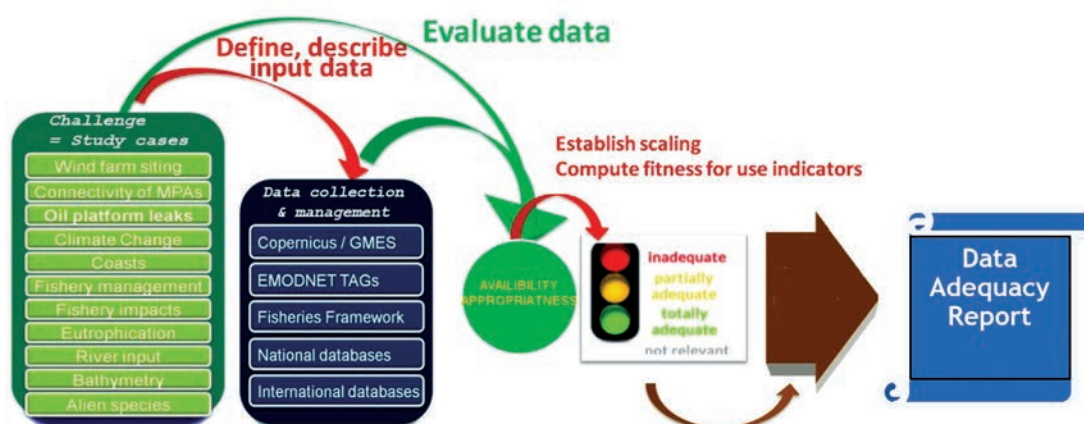 Evaluate data
Define, describe
input data
Challenge
= Study cases
Wind farm siting
Connectivity of MPAs
Oil platform leaks
Climate Change
Coasts
Fishery management
Fishery impacts
Eutrophication
River input
Bathymetry
Alien species
Data collection
& management
Copernicus / GMES
EMODNET TAGs
Fisheries Framework
National databases
International databases
AVAILIBILITY
APPROPRIATNESS
Establish scaling
Compute fitness for use indicators
inadequate
partially
adequate
totally
adequate
not relevant
Data
Adequacy
Report